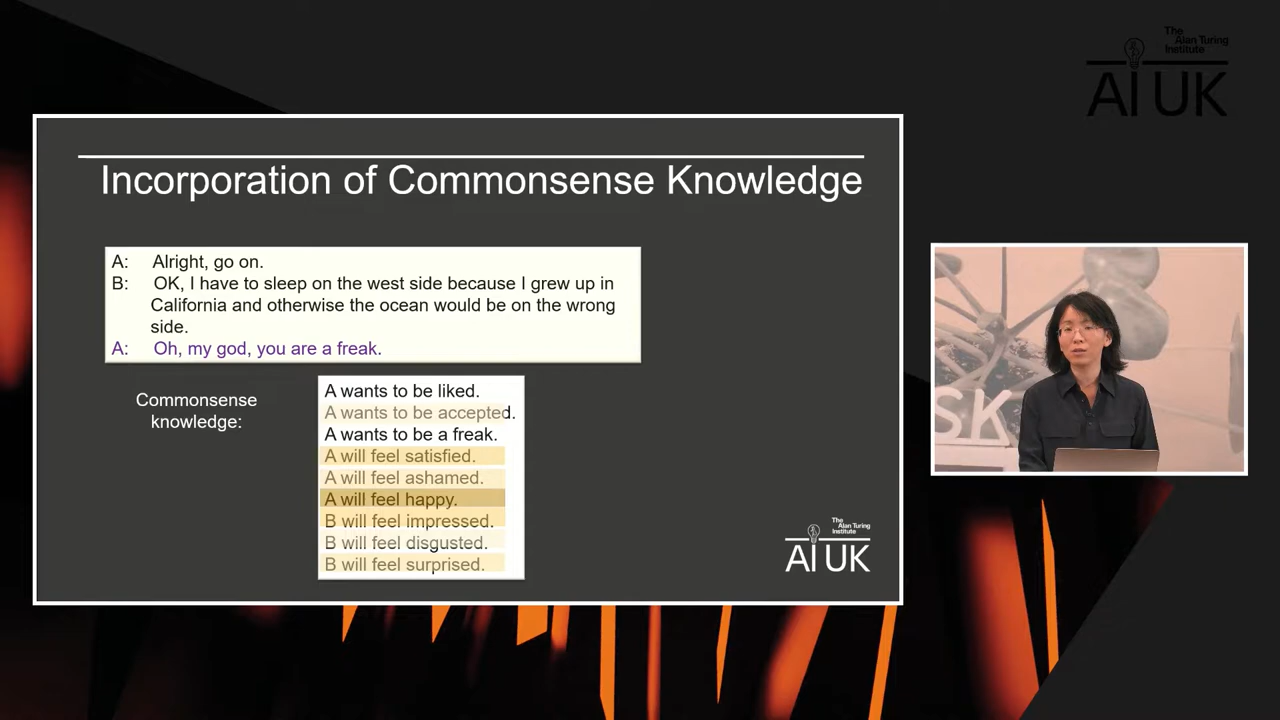 The
Alan Turing
Institute
AI UK
Incorporation of Commonsense Knowledge
A: Alright, go on.
B: OK, I have to sleep on the west side because I grew up in
California and otherwise the ocean would be on the wrong
side.
A: Oh, my god, you are a freak.
Commonsense
knowledge:
A wants to be liked.
A wants to be accepted.
A wants to be a freak.
A will feel satisfied.
A will feel ashamed.
A will feel happy.
B will feel impressed.
B will feel disgusted.
B will feel surprised.
SK
The
Alan Turing
Institute
AI UK